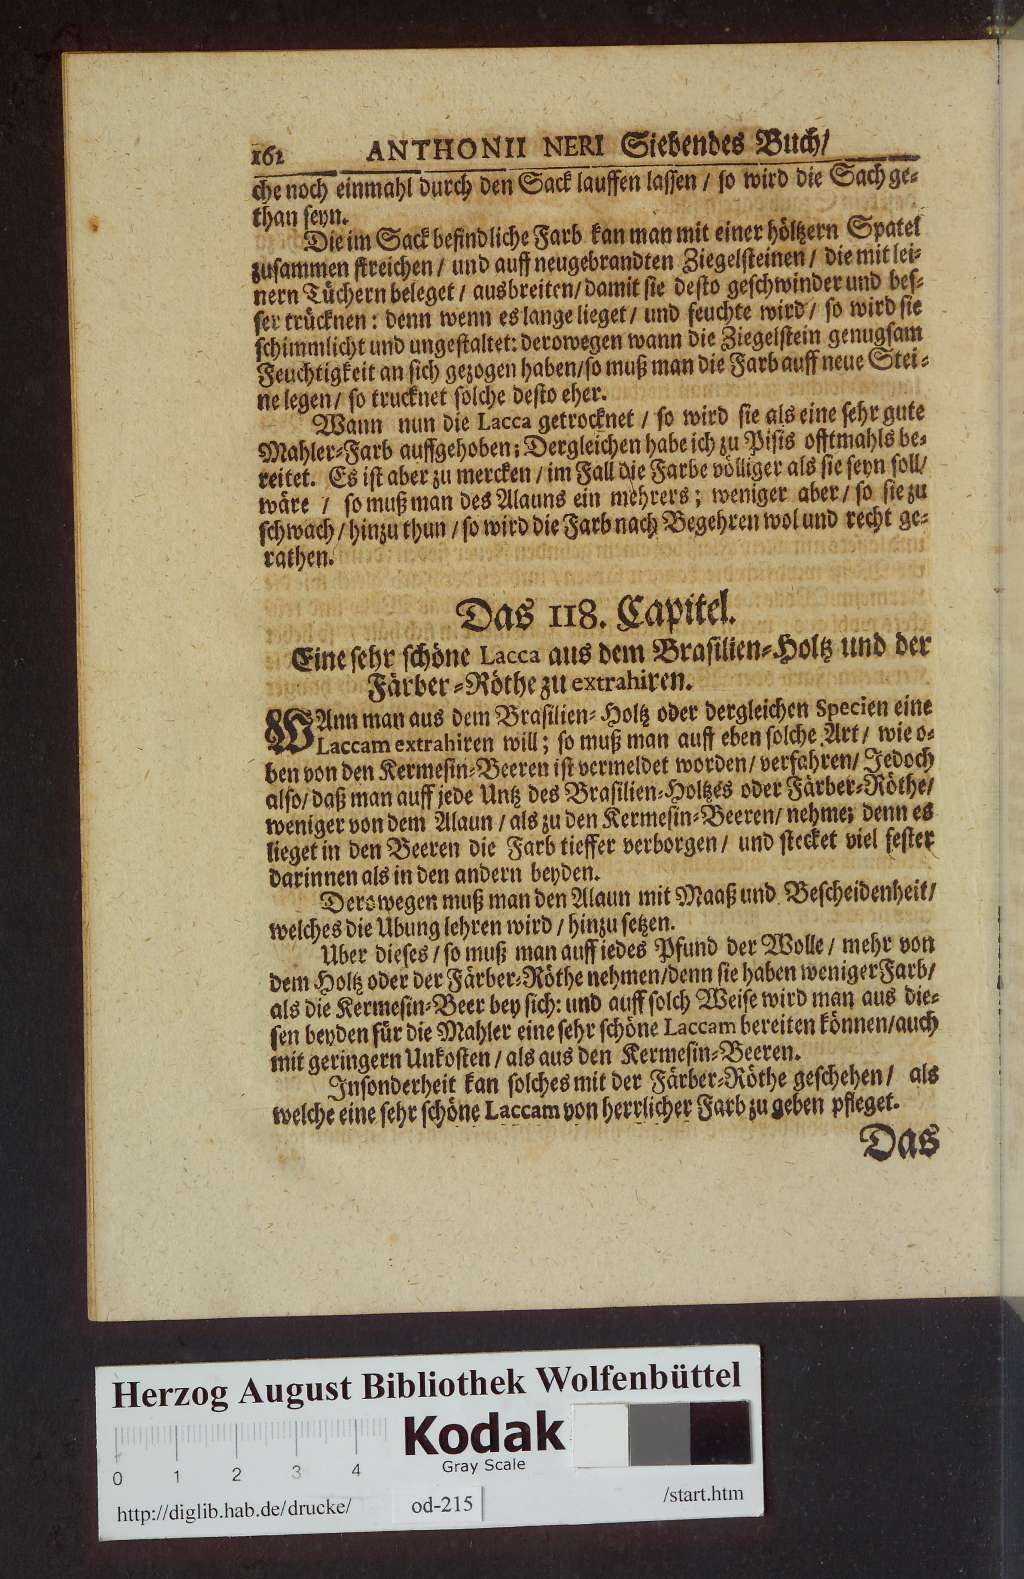 162 ANTHONII NERI Siebendes Buch/
che noch einmahl durch den Sack lauffen lassen / so wird die Sach ge-
than seyn.
Die im Sack befindliche Farb kan man mit einer höltzern Spatel
zusammen streichen / und auff neugebrandten Ziegelsteinen / die mit lei-
nern Tüchern beleget / ausbreiten/ damit sie desto geschwinder und bes-
ser trücknen: denn wenn es lange lieget / und feuchte wird / so wird sie
schimmlicht und ungestaltet: derowegen wann die Ziegelstein genugsam
Feuchtigkeit an sich gezogen haben/so muß man die Farb auff neue Stei-
ne legen / so trucknet solche desto eher.
Wann nun die Lacca getrocknet / so wird sie als eine sehr gute
Mahler-Farb auffgehoben; Dergleichen habe ich zu Pisis offtmahls be-
reitet. Es ist aber zu mercken / im Fall die Farbe völliger als sie seyn soll/
wäre / so muß man des Alauns ein mehrers; weniger aber / so sie zu
schwach / hinzu thun / so wird die Farb nach Begehren wol und recht ge-
rathen.
Das 118. Capitel.
Eine sehr schöne Lacca aus dem Brasilien-Holtz und der
Färber-Röthe zu extrahiren.
WAnn man aus dem Brasilien-Holtz oder dergleichen Specien eine
Laccam extrahiren will; so muß man auff eben solche Art / wie o-
ben von den Kermesin-Beeren ist vermeldet worden / verfahren / Jedoch
also / daß man auff jede Untz des Brasilien-Holtzes oder Färber-Röthe/
weniger von dem Alaun / als zu den Kermesin-Beeren / nehme; denn es
lieget in den Beeren die Farb tieffer verborgen / und stecket viel fester
darinnen als in den andern beyden.
Derowegen muß man den Alaun mit Maaß und Bescheidenheit/
welches die Ubung lehren wird / hinzu setzen.
Uber dieses / so muß man auff jedes Pfund der Wolle / mehr von
dem Holtz oder der Färber-Röthe nehmen/denn sie haben weniger Farb/
als die Kermesin-Beer bey sich: und auff solch Weise wird man aus die-
sen beyden für die Mahler eine sehr schöne Laccam bereiten können/auch
mit geringern Unkosten / als aus den Kermesin-Beeren.
Insonderheit kan solches mit der Färber-Röthe geschehen / als
welche eine sehr schöne Laccam von herrlicher Farb zu geben pfleget.
Das
Herzog August Bibliothek Wolfenbüttel
Kodak
Gray Scale
0 1 2 3 4
http://diglib.hab.de/drucke/ od-215 /start.htm